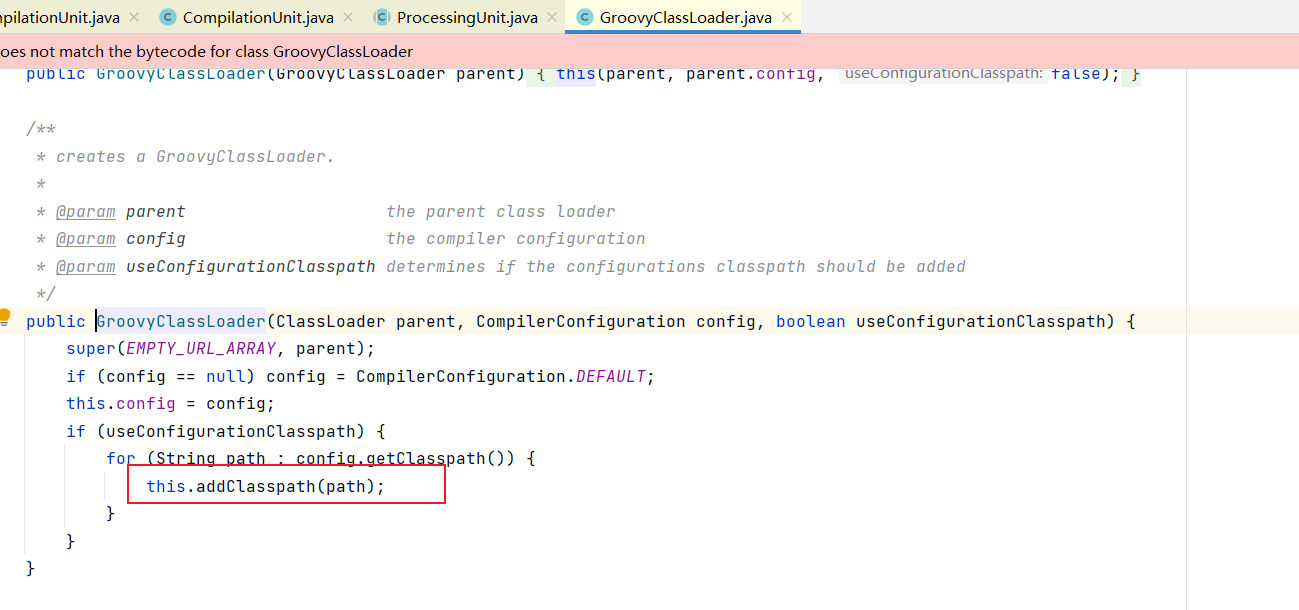 pilationUnit.java CompilationUnit.java ProcessingUnit.java GroovyClassLoader.java
oes not match the bytecode for class GroovyClassLoader
public GroovyClassLoader(GroovyClassLoader parent) { this(parent, parent.config, useConfigurationClasspath: false); }
/**
* creates a GroovyClassLoader.
*
* @param parent the parent class loader
* @param config the compiler configuration
* @param useConfigurationClasspath determines if the configurations classpath should be added
*/
public GroovyClassLoader(ClassLoader parent, CompilerConfiguration config, boolean useConfigurationClasspath) {
super(EMPTY_URL_ARRAY, parent);
if (config == null) config = CompilerConfiguration.DEFAULT;
this.config = config;
if (useConfigurationClasspath) {
for (String path : config.getClasspath()) {
this.addClasspath(path);
}
}
}